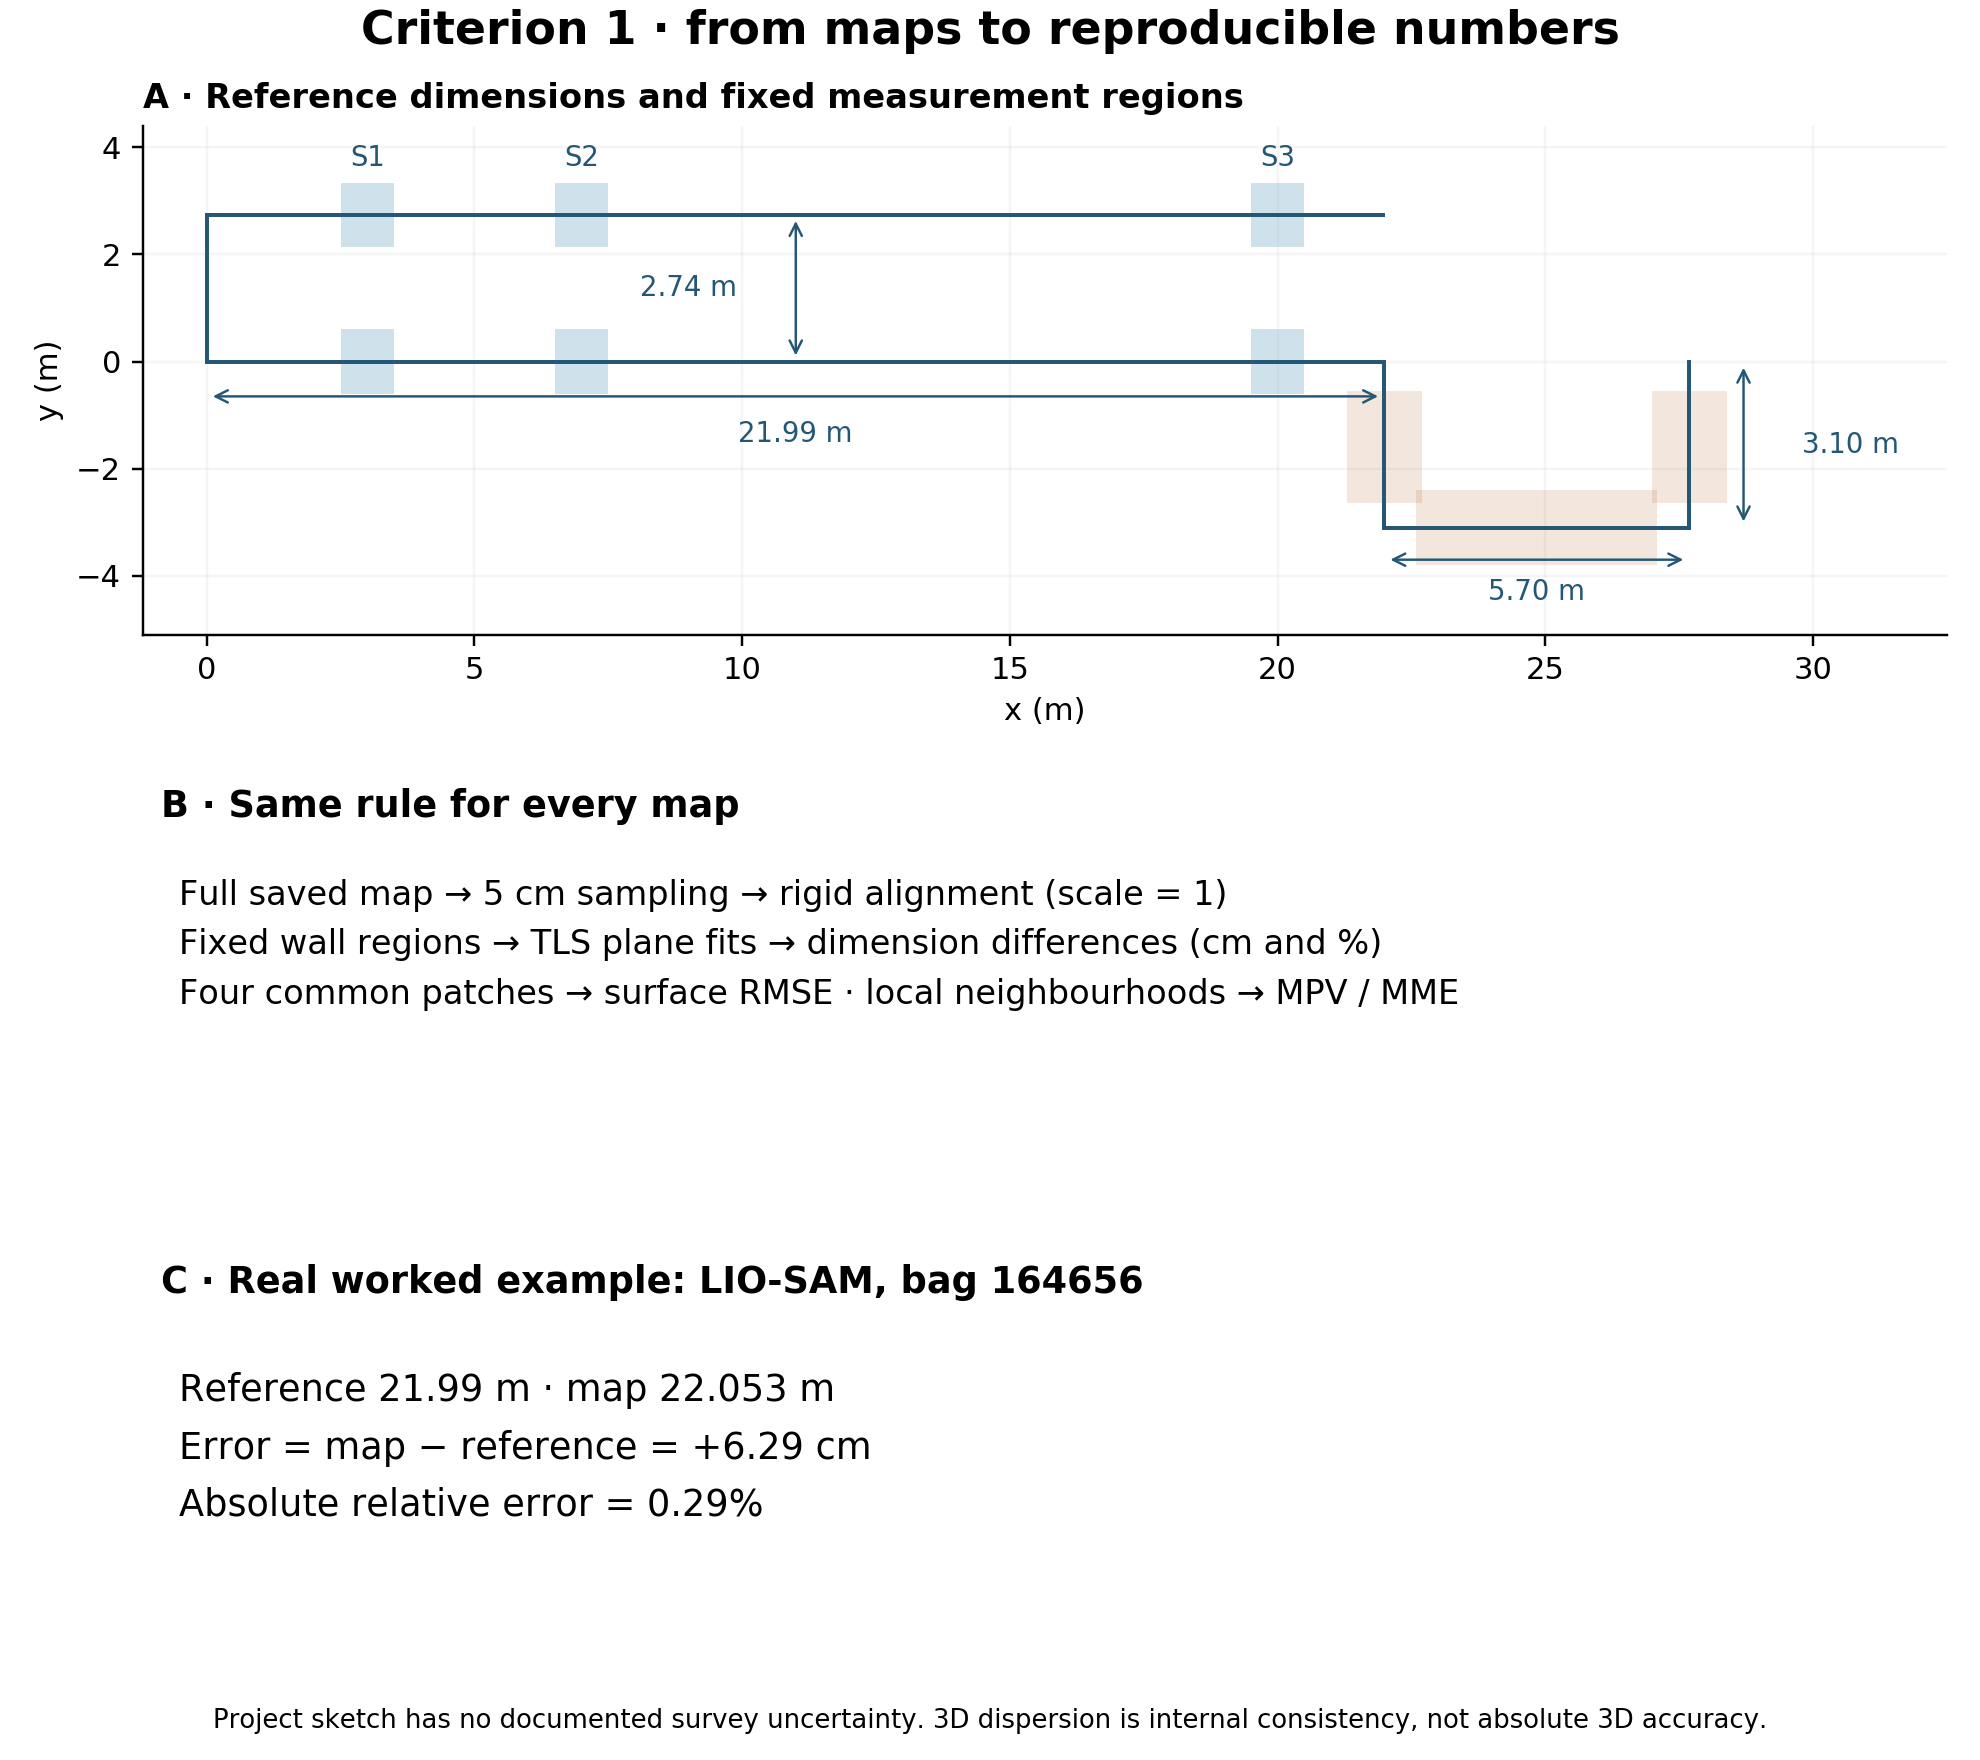 Criterion 1 · from maps to reproducible numbers
A · Reference dimensions and fixed measurement regions
4
2
0
−2
−4
y (m)
S1
S2
S3
2.74 m
21.99 m
3.10 m
5.70 m
0
5
10
15
20
25
30
x (m)
B · Same rule for every map
Full saved map → 5 cm sampling → rigid alignment (scale = 1)
Fixed wall regions → TLS plane fits → dimension differences (cm and %)
Four common patches → surface RMSE · local neighbourhoods → MPV / MME
C · Real worked example: LIO-SAM, bag 164656
Reference 21.99 m · map 22.053 m
Error = map − reference = +6.29 cm
Absolute relative error = 0.29%
Project sketch has no documented survey uncertainty. 3D dispersion is internal consistency, not absolute 3D accuracy.